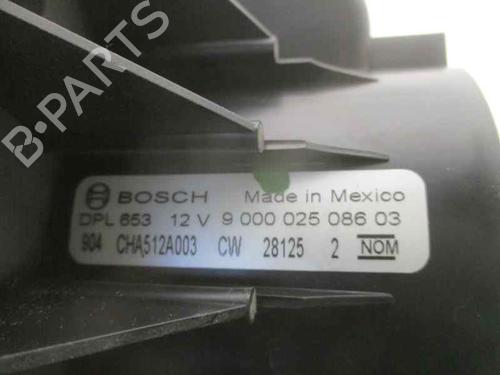 B-PARTS
BOSCH Made in Mexico
DPL 653 12 V 9 000 025 086 03
904 CHA512A003 CW 28125 2 NOM